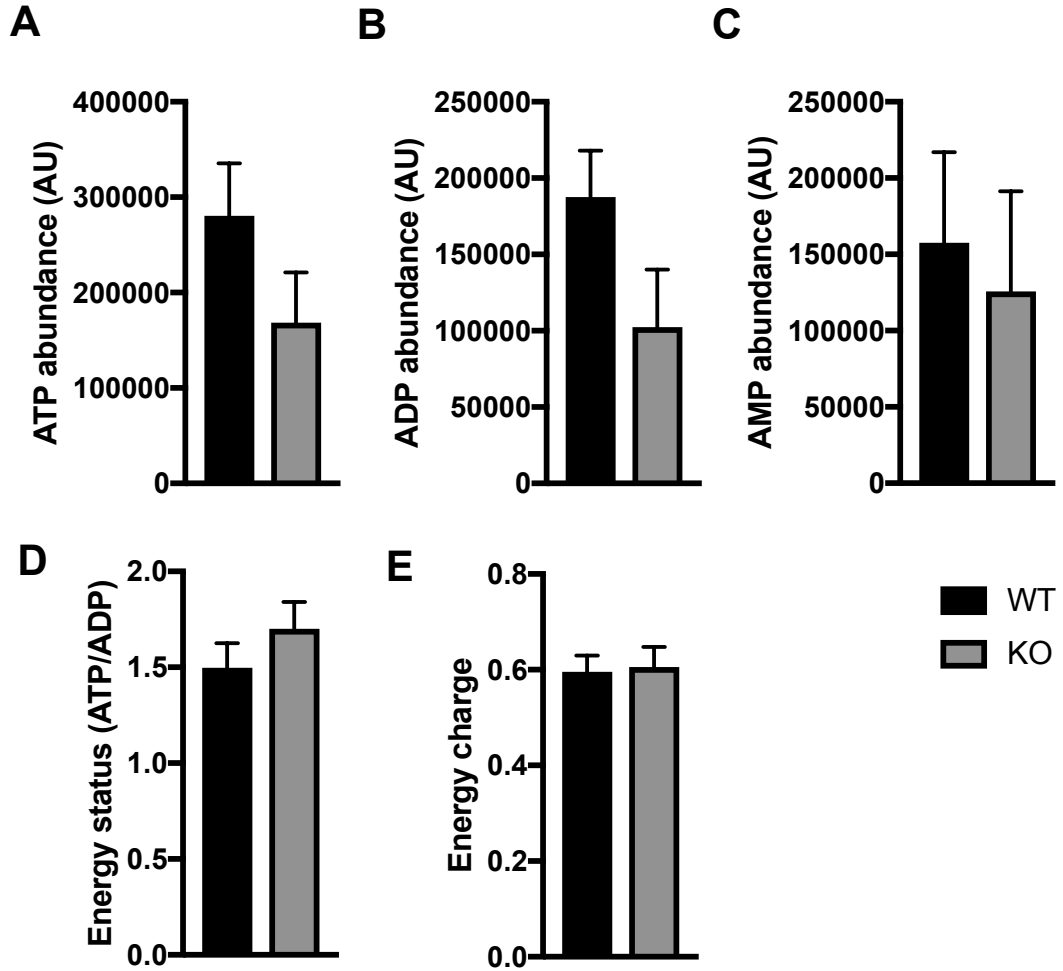 A
ATP abundance (AU)
400000
300000
200000
100000
0
B
ADP abundance (AU)
250000
200000
150000
100000
50000
0
C
AMP abundance (AU)
250000
200000
150000
100000
50000
0
D
Energy status (ATP/ADP)
2.0
1.5
1.0
0.5
0.0
E
Energy charge
0.8
0.6
0.4
0.2
0.0
WT
KO